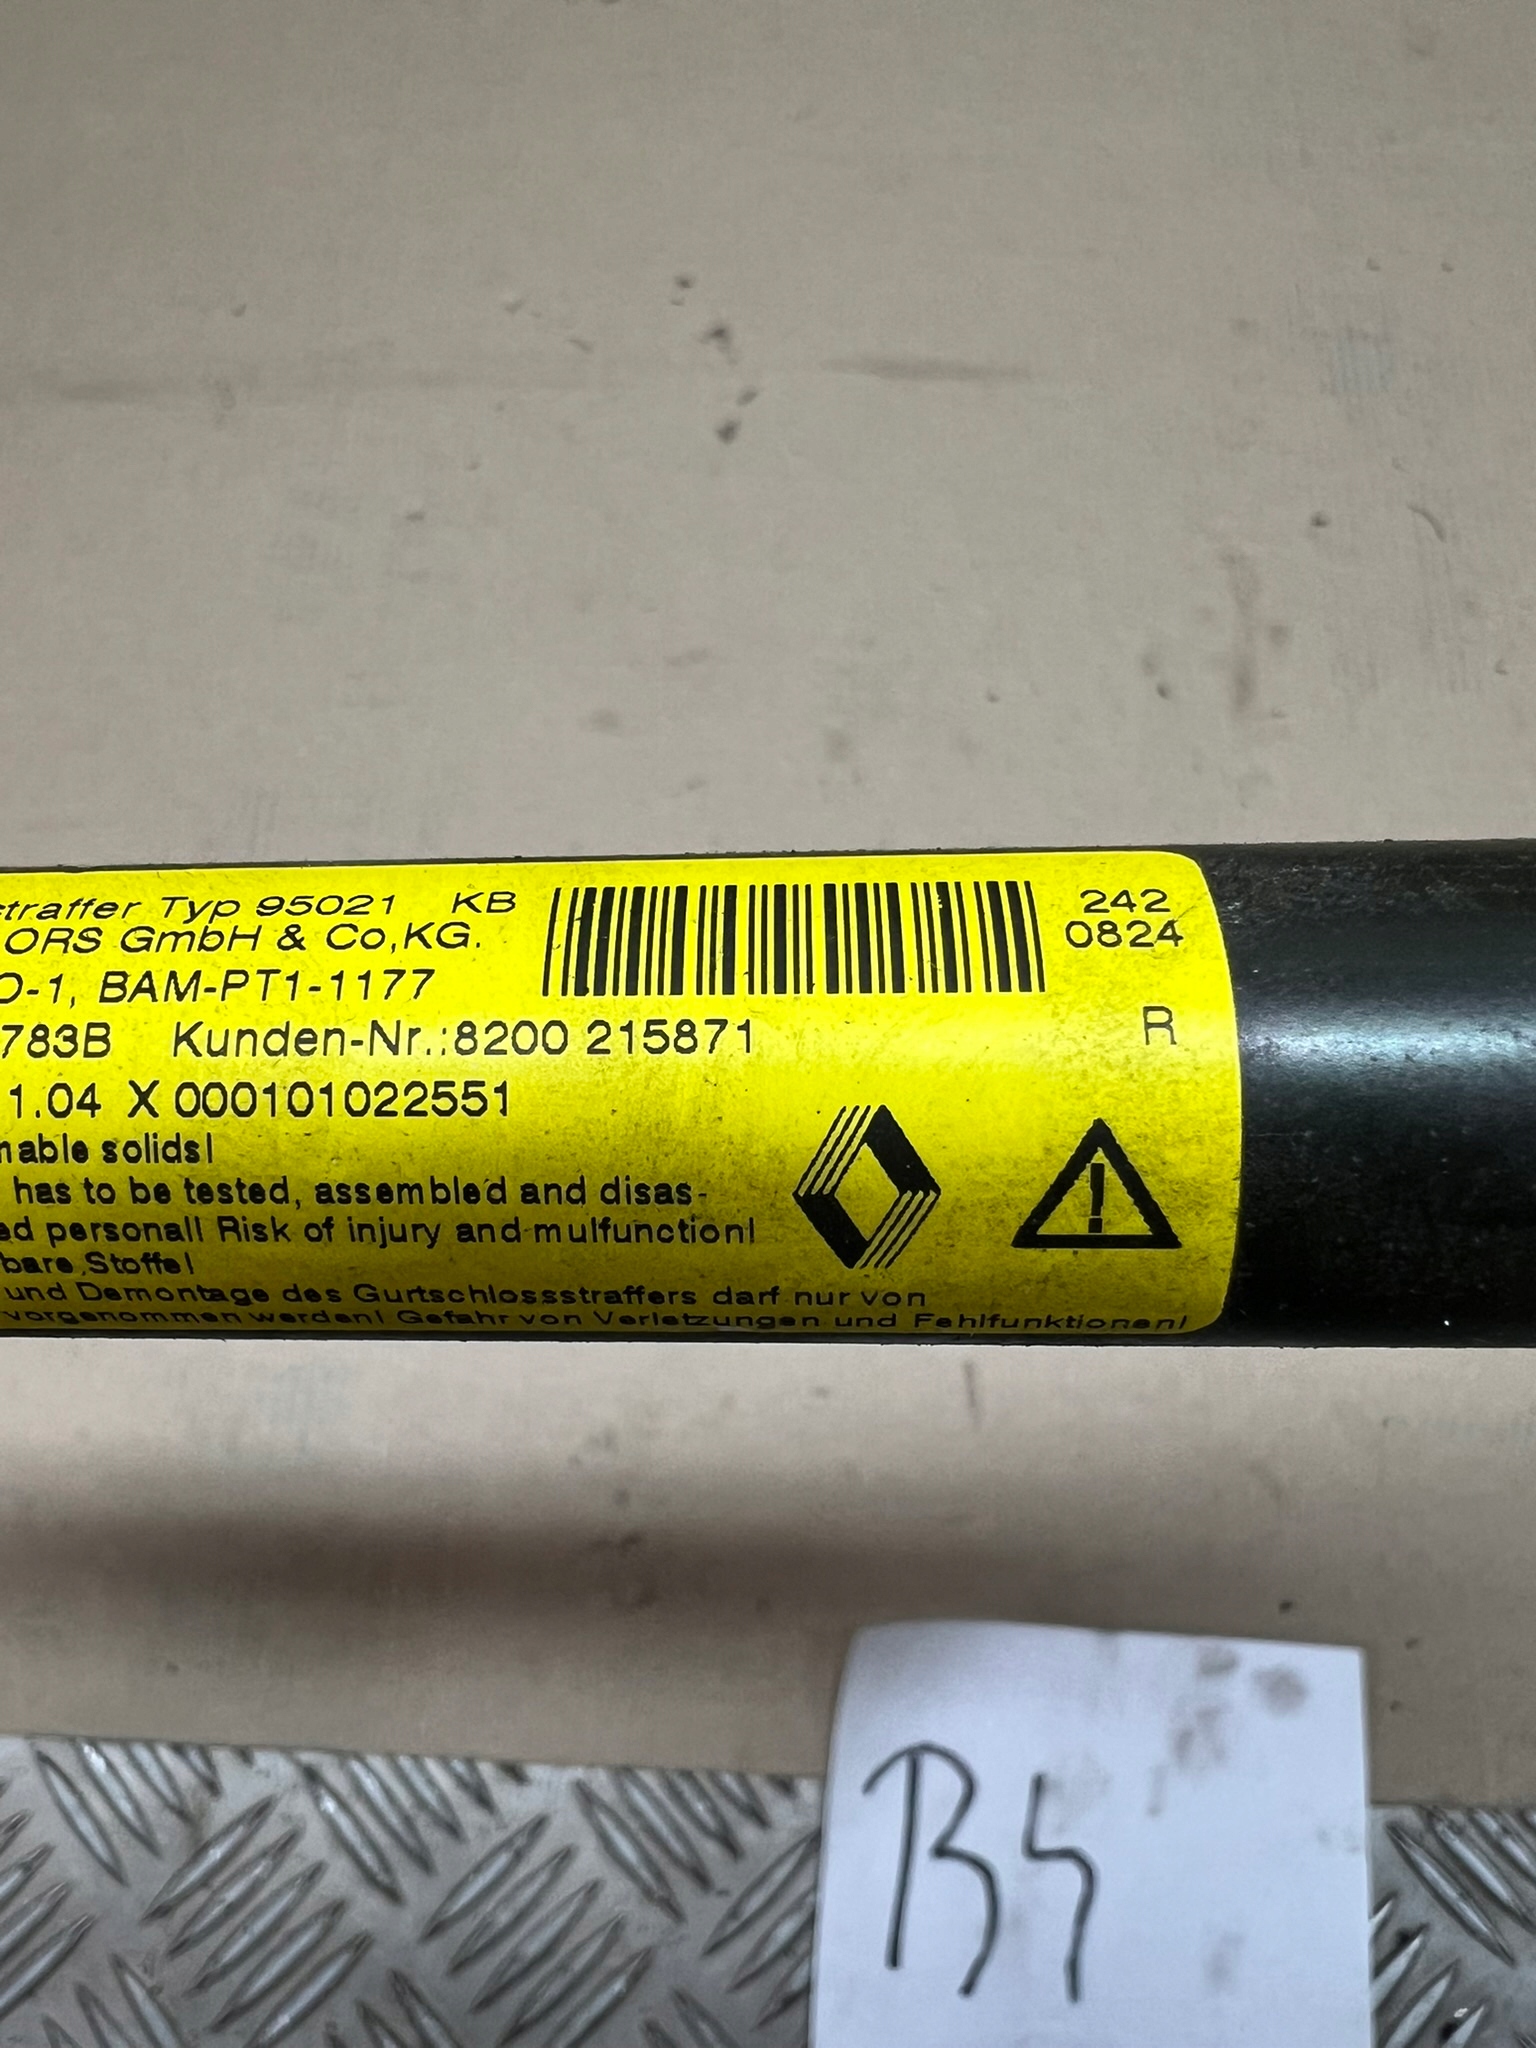 straffer Typ 95021 KB
ORS GmbH & Co,KG.
O-1, BAM-PT1-1177
783B Kunden-Nr.:8200 215871
1.04 X 000101022551
242
0824
R
mable solids!
has to be tested, assembled and disas-
ed personal! Risk of injury and mulfunction!
bare Stoffe!
und Demontage des Gurtschlossstraffers darf nur von
vorgenommen werden! Gefahr von Verletzungen und Fehlfunktionen!